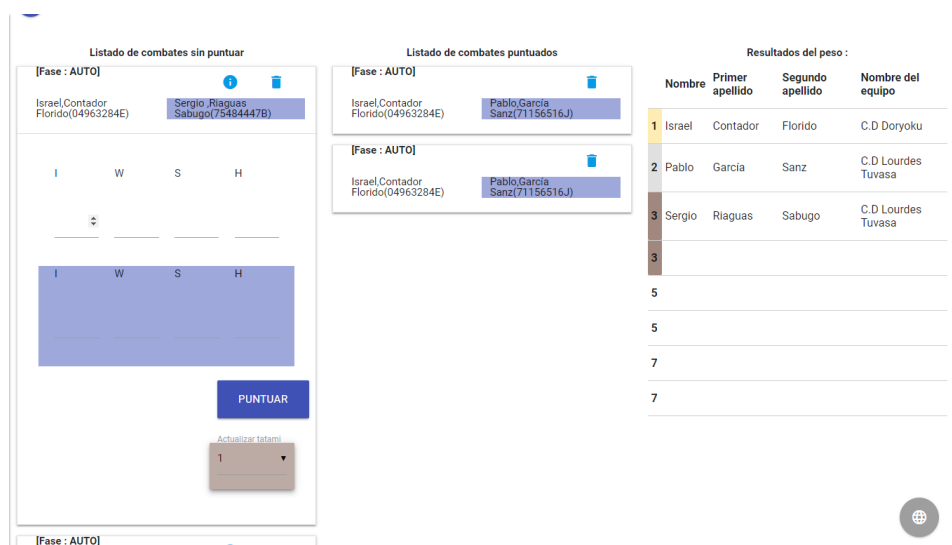 Listado de combates sin puntuar
[Fase : AUTO]
Israel,Contador
Florido(04963284E)
Sergio ,Riaguas
Sabugo(75484447B)
I W S H
I W S H
PUNTUAR
Actualizar tatami
1
[Fase : AUTO]
Listado de combates puntuados
[Fase : AUTO]
Israel,Contador
Florido(04963284E)
Pablo,García
Sanz(71156516J)
[Fase : AUTO]
Israel,Contador
Florido(04963284E)
Pablo,García
Sanz(71156516J)
Resultados del peso :
Nombre Primer apellido Segundo apellido Nombre del equipo
1 Israel Contador Florido C.D Doryoku
2 Pablo García Sanz C.D Lourdes Tuvasa
3 Sergio Riaguas Sabugo C.D Lourdes Tuvasa
3
5
5
7
7